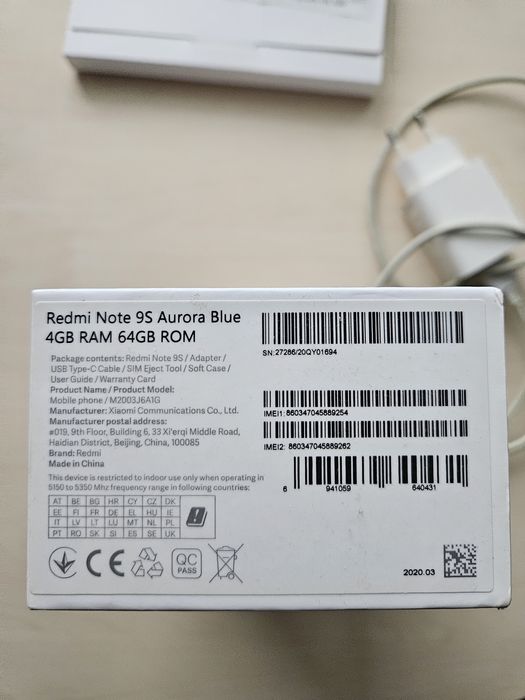 Redmi Note 9S Aurora Blue
4GB RAM 64GB ROM
Package contents: Redmi Note 9S / Adapter /
USB Type-C Cable / SIM Eject Tool / Soft Case /
User Guide / Warranty Card
Product Name / Product Model:
Mobile phone / M2003J6A1G
Manufacturer: Xiaomi Communications Co., Ltd.
Manufacturer postal address:
#019, 9th Floor, Building 6, 33 Xi'erqi Middle Road,
Haidian District, Beijing, China, 100085
Brand: Redmi
Made in China
This device is restricted to indoor use only when operating in
5150 to 5350 Mhz frequency range in following countries:
AT BE BG HR CY CZ DK
EE FI FR DE EL HU IE
IT LV LT LU MT NL PL
PT RO SK SI ES SE UK
CE
QC
PASS
SN:27286/20QY01694
IMEI1: 860347045889254
IMEI2: 860347045889262
6 941059 640431
2020.03